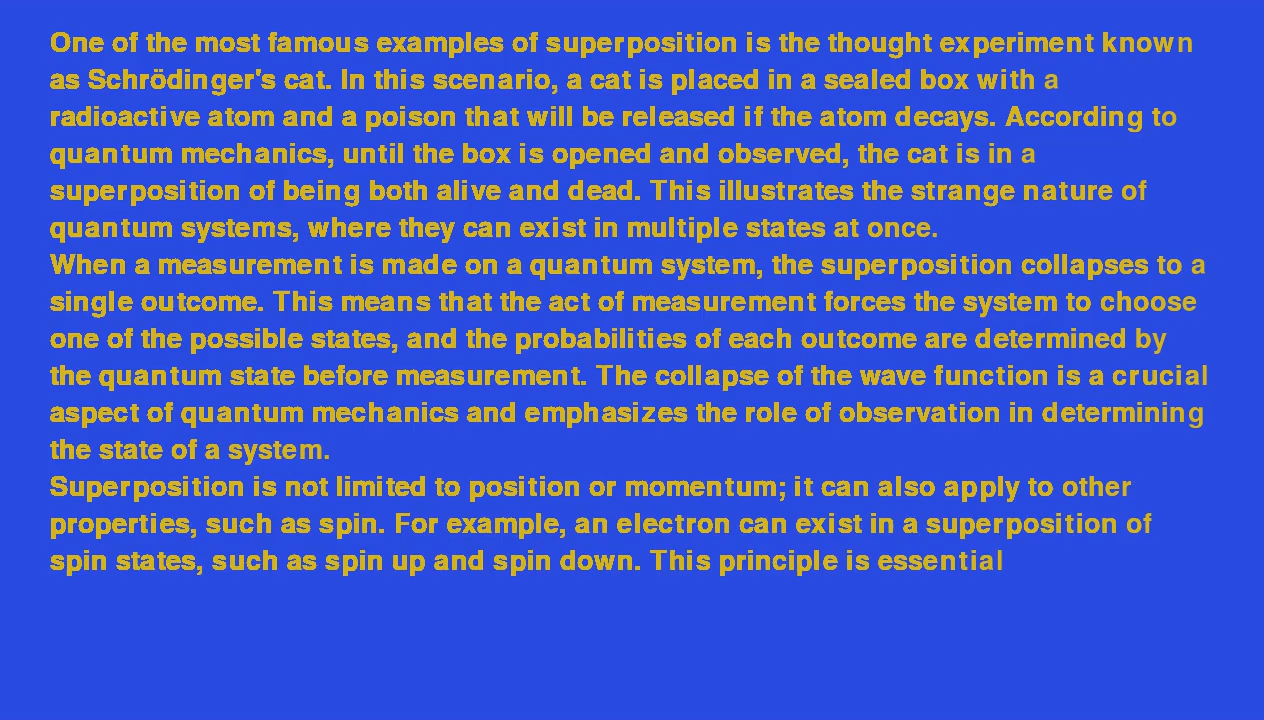 One of the most famous examples of superposition is the thought experiment known
as Schrödinger's cat. In this scenario, a cat is placed in a sealed box with a
radioactive atom and a poison that will be released if the atom decays. According to
quantum mechanics, until the box is opened and observed, the cat is in a
superposition of being both alive and dead. This illustrates the strange nature of
quantum systems, where they can exist in multiple states at once.
When a measurement is made on a quantum system, the superposition collapses to a
single outcome. This means that the act of measurement forces the system to choose
one of the possible states, and the probabilities of each outcome are determined by
the quantum state before measurement. The collapse of the wave function is a crucial
aspect of quantum mechanics and emphasizes the role of observation in determining
the state of a system.
Superposition is not limited to position or momentum; it can also apply to other
properties, such as spin. For example, an electron can exist in a superposition of
spin states, such as spin up and spin down. This principle is essential